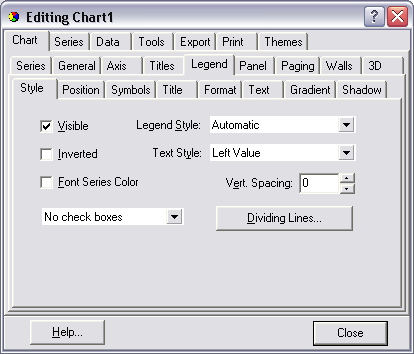 Editing Chart1
Chart Series Data Tools Export Print Themes
Series General Axis Titles Legend Panel Paging Walls 3D
Style Position Symbols Title Format Text Gradient Shadow
Visible Legend Style: Automatic
Inverted Text Style: Left Value
Font Series Color Vert. Spacing: 0
No check boxes Dividing Lines...
Help... Close